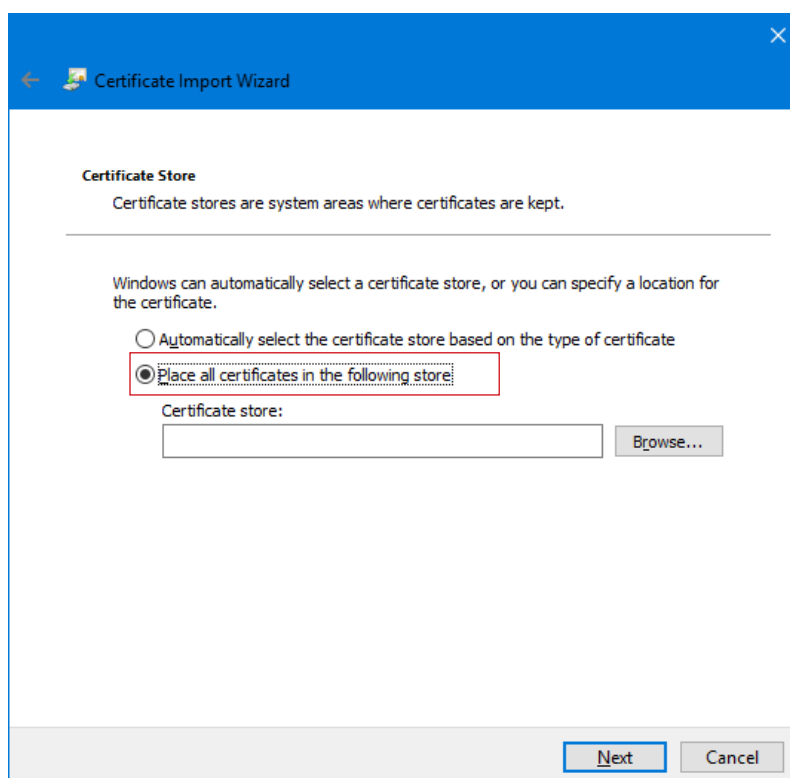 Certificate Import Wizard
Certificate Store
Certificate stores are system areas where certificates are kept.
Windows can automatically select a certificate store, or you can specify a location for
the certificate.
Automatically select the certificate store based on the type of certificate
Place all certificates in the following store
Certificate store:
Browse...
Next
Cancel